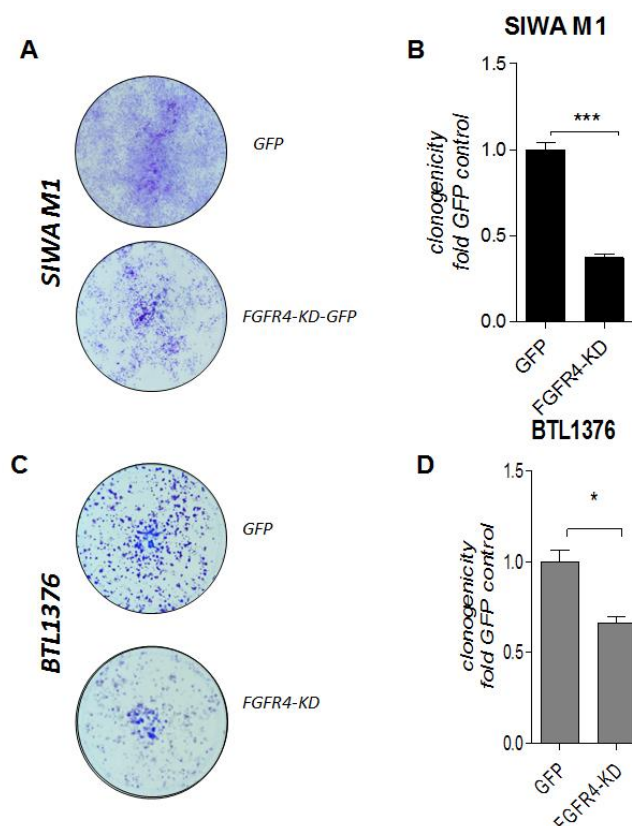 A
SIWA M1
GFP
FGFR4-KD-GFP
B
SIWA M1
clonogenicity
fold GFP control
1.5
1.0
0.5
0.0
***
GFP
FGFR4-KD
C
BTL1376
GFP
FGFR4-KD
D
BTL1376
clonogenicity
fold GFP control
1.5
1.0
0.5
0.0
*
GFP
FGFR4-KD